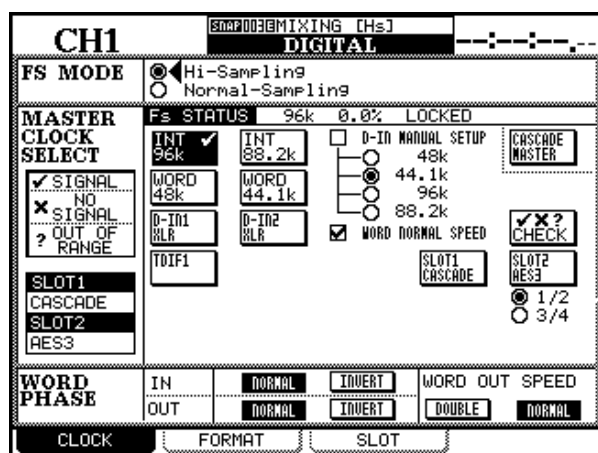 CH1
SNAP003 MIXING [Hs]
DIGITAL
--:--:--.--
FS MODE
Hi-Sampling
Normal-Sampling
MASTER CLOCK SELECT
Fs STATUS 96k 0.0% LOCKED
INT 96k
INT 88.2k
D-IN MANUAL SETUP
48k
44.1k
96k
88.2k
CASCADE MASTER
✓ SIGNAL
✕ NO SIGNAL
? OUT OF RANGE
WORD 48k
WORD 44.1k
D-IN1 XLR
D-IN2 XLR
WORD NORMAL SPEED
✓✕? CHECK
TDIF1
SLOT1 CASCADE
SLOT2 AES3
1/2
3/4
SLOT1
CASCADE
SLOT2
AES3
WORD PHASE
IN NORMAL INVERT
OUT NORMAL INVERT
WORD OUT SPEED
DOUBLE NORMAL
CLOCK FORMAT SLOT